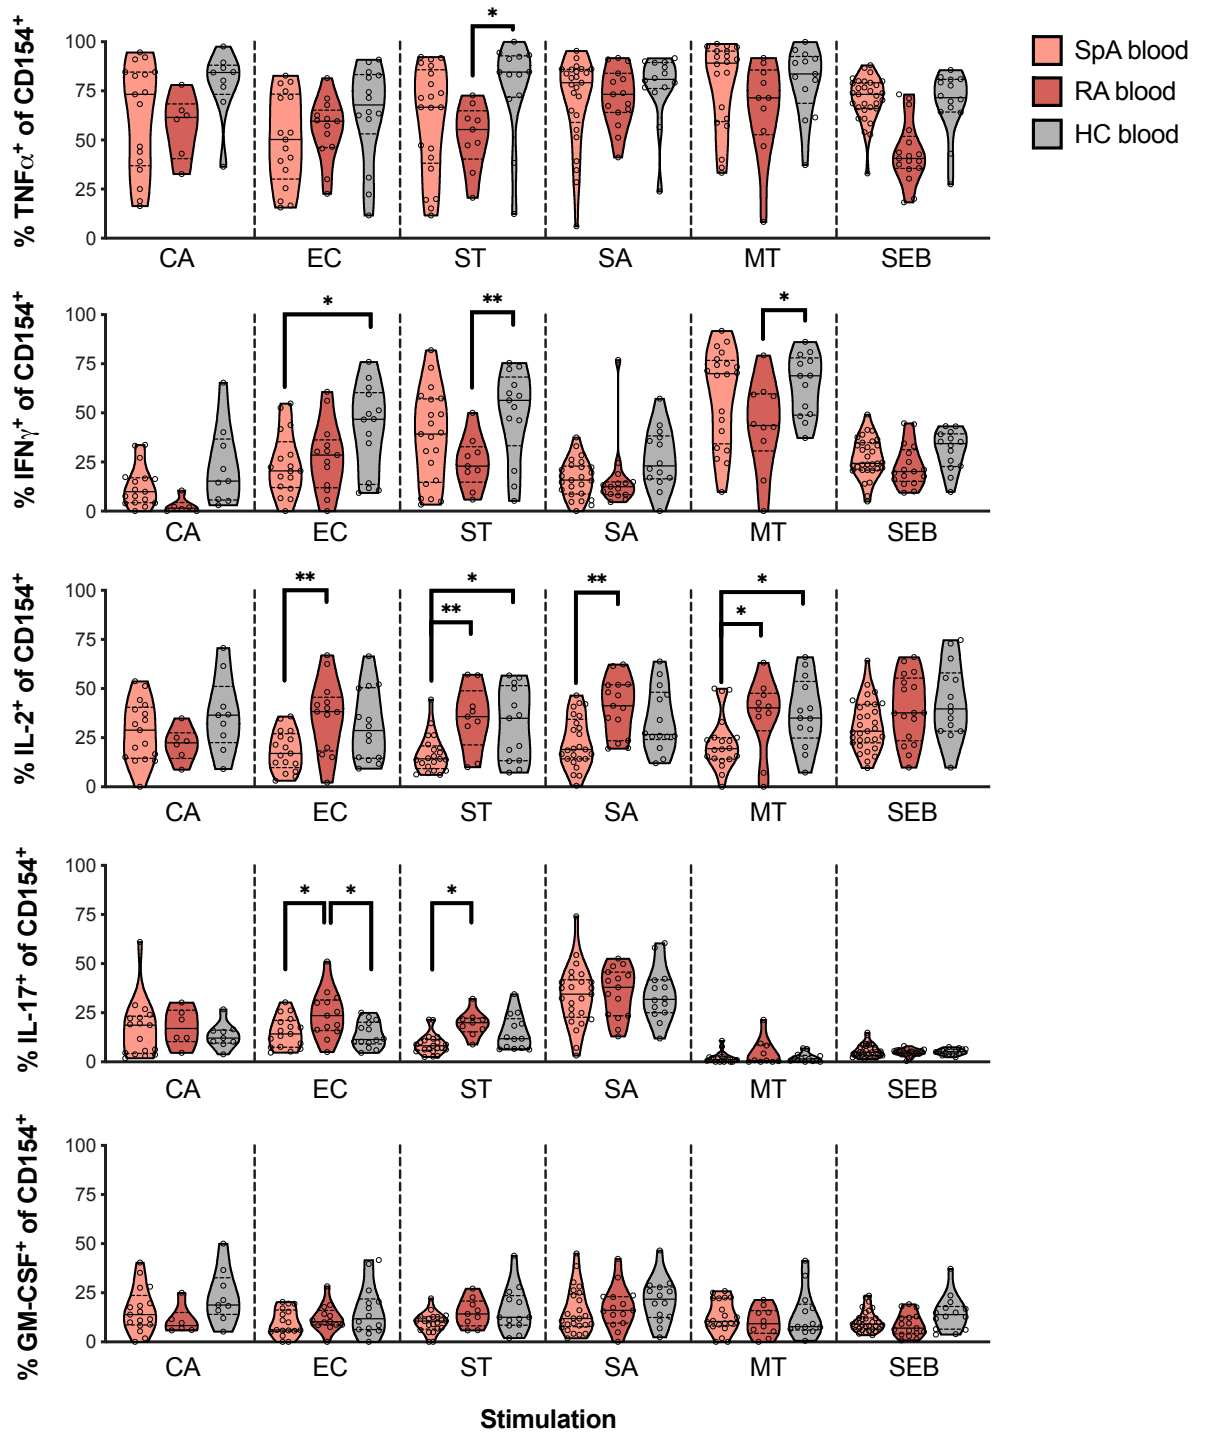 SpA blood
RA blood
HC blood
% TNFα⁺ of CD154⁺
100
75
50
25
0
*
CA EC ST SA MT SEB
% IFNγ⁺ of CD154⁺
100
75
50
25
0
* ** *
CA EC ST SA MT SEB
% IL-2⁺ of CD154⁺
100
75
50
25
0
** * ** *
** *
CA EC ST SA MT SEB
% IL-17⁺ of CD154⁺
100
75
50
25
0
* * *
CA EC ST SA MT SEB
% GM-CSF⁺ of CD154⁺
100
75
50
25
0
CA EC ST SA MT SEB
Stimulation